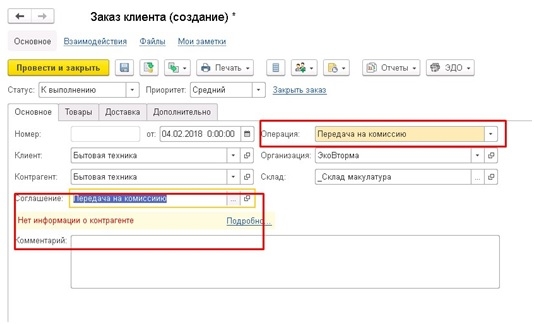 Заказ клиента (создание) *
Основное Взаимодействия Файлы Мои заметки
Провести и закрыть Печать Отчеты ЭДО
Статус: К выполнению Приоритет: Средний Закрыть заказ
Основное Товары Доставка Дополнительно
Номер: от: 04.02.2018 0:00:00 Операция: Передача на комиссию
Клиент: Бытовая техника Организация: ЭкоВторма
Контрагент: Бытовая техника Склад: _Склад макулатура
Соглашение: Передача на комиссиию
Нет информации о контрагенте Подробно...
Комментарий: